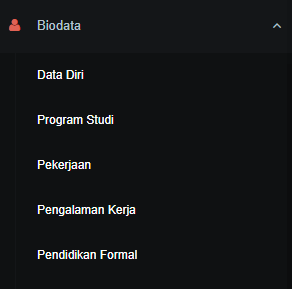 Biodata
Data Diri
Program Studi
Pekerjaan
Pengalaman Kerja
Pendidikan Formal